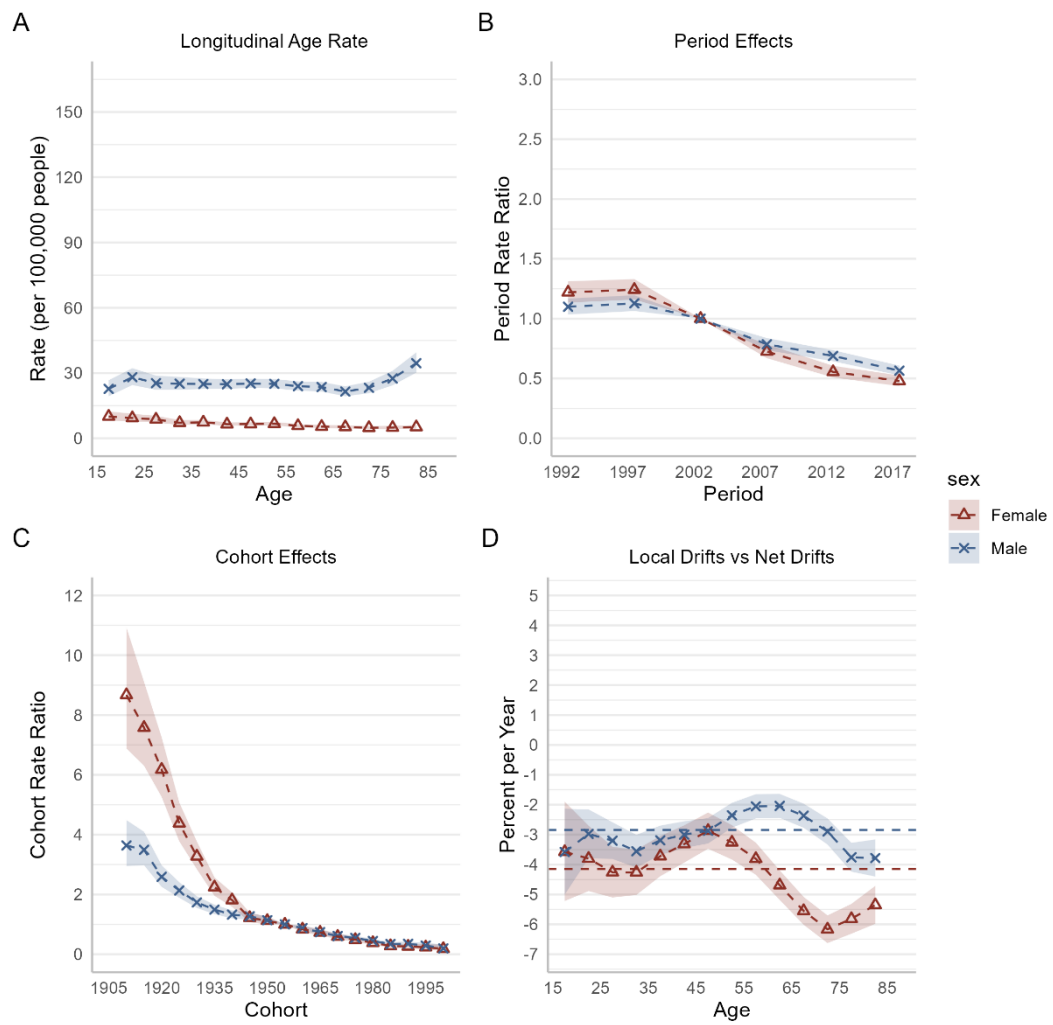 A
Longitudinal Age Rate
Rate (per 100,000 people)
150
120
90
60
30
0
15 25 35 45 55 65 75 85
Age
B
Period Effects
Period Rate Ratio
3.0
2.5
2.0
1.5
1.0
0.5
0.0
1992 1997 2002 2007 2012 2017
Period
sex
Female
Male
C
Cohort Effects
Cohort Rate Ratio
12
10
8
6
4
2
0
1905 1920 1935 1950 1965 1980 1995
Cohort
D
Local Drifts vs Net Drifts
Percent per Year
5
4
3
2
1
0
-1
-2
-3
-4
-5
-6
-7
15 25 35 45 55 65 75 85
Age